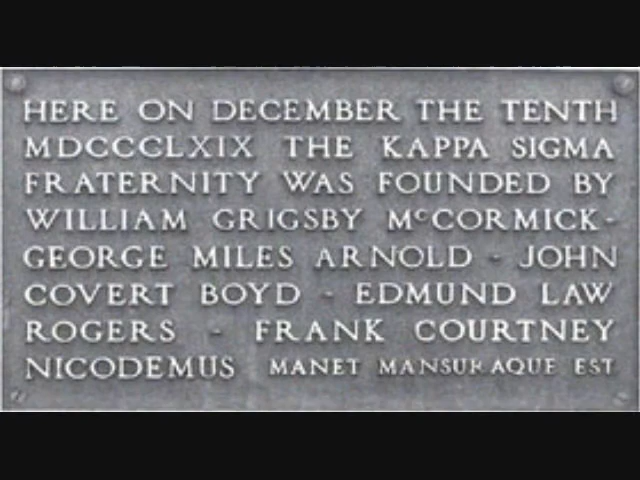 HERE ON DECEMBER THE TENTH
MDCCCLXIX THE KAPPA SIGMA
FRATERNITY WAS FOUNDED BY
WILLIAM GRIGSBY McCORMICK-
GEORGE MILES ARNOLD - JOHN
COVERT BOYD - EDMUND LAW
ROGERS - FRANK COURTNEY
NICODEMUS MANET MANSURAQUE EST